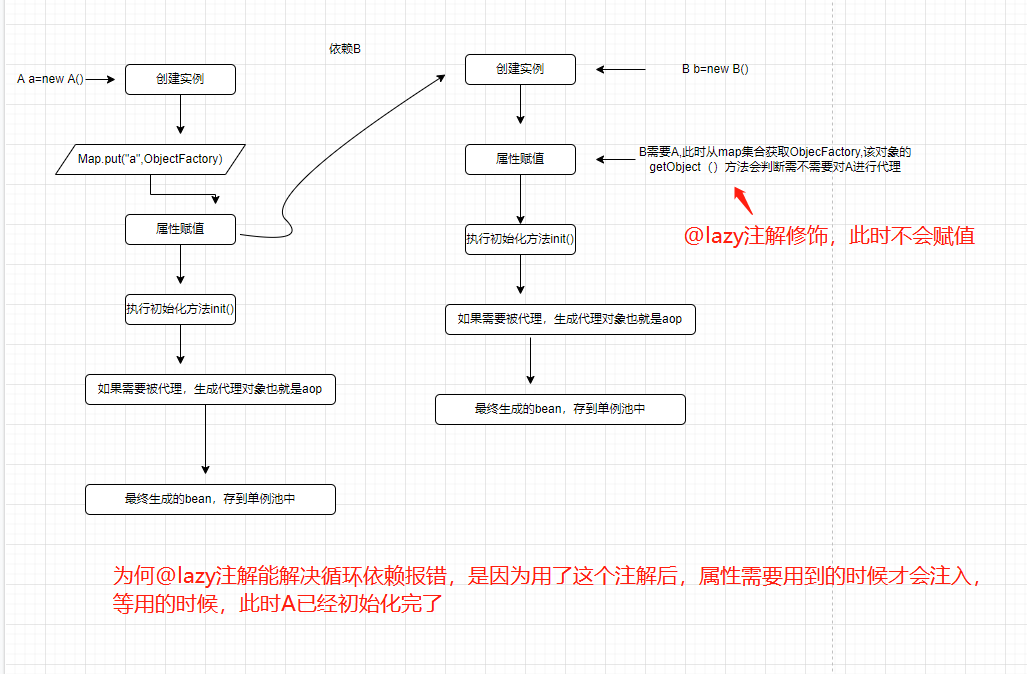 依赖B
A a=new A()
创建实例
Map.put("a",ObjectFactory)
属性赋值
执行初始化方法init()
如果需要被代理，生成代理对象也就是aop
最终生成的bean，存到单例池中
创建实例
B b=new B()
属性赋值
B需要A,此时从map集合获取ObjecFactory,该对象的
getObject（）方法会判断需不需要对A进行代理
@lazy注解修饰，此时不会赋值
执行初始化方法init()
如果需要被代理，生成代理对象也就是aop
最终生成的bean，存到单例池中
为何@lazy注解能解决循环依赖报错，是因为用了这个注解后，属性需要用到的时候才会注入，
等用的时候，此时A已经初始化完了